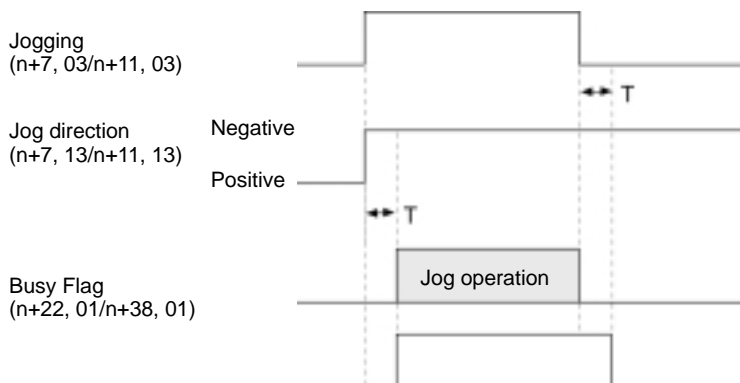 Jogging
(n+7, 03/n+11, 03)
T
Jog direction
(n+7, 13/n+11, 13)
Negative
Positive
T
Jog operation
Busy Flag
(n+22, 01/n+38, 01)